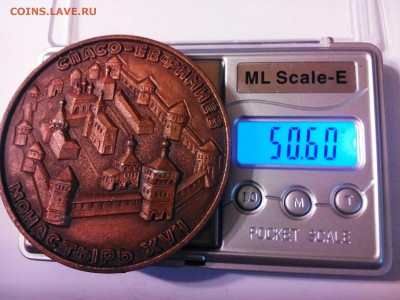 COINS.LAVE.RU
СПАСО-ЕВФИМИЕВ
МОНАСТЫРЬ XVII
ML Scale-E
50.60
M
T
POCKET SCALE